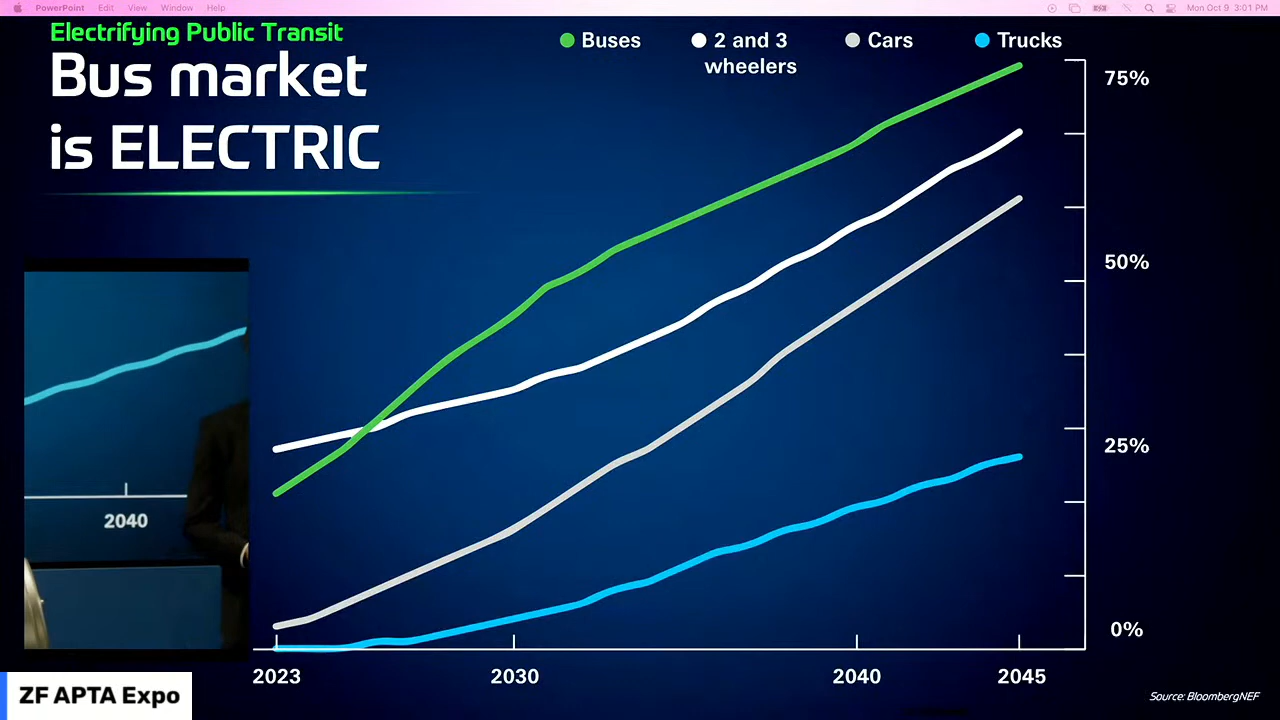 PowerPoint Edit View Window Help
Mon Oct 9 3:01 PM
Electrifying Public Transit
Bus market
is ELECTRIC
Buses
2 and 3
wheelers
Cars
Trucks
75%
50%
25%
0%
2040
2023
2030
2040
2045
ZF APTA Expo
Source: BloombergNEF